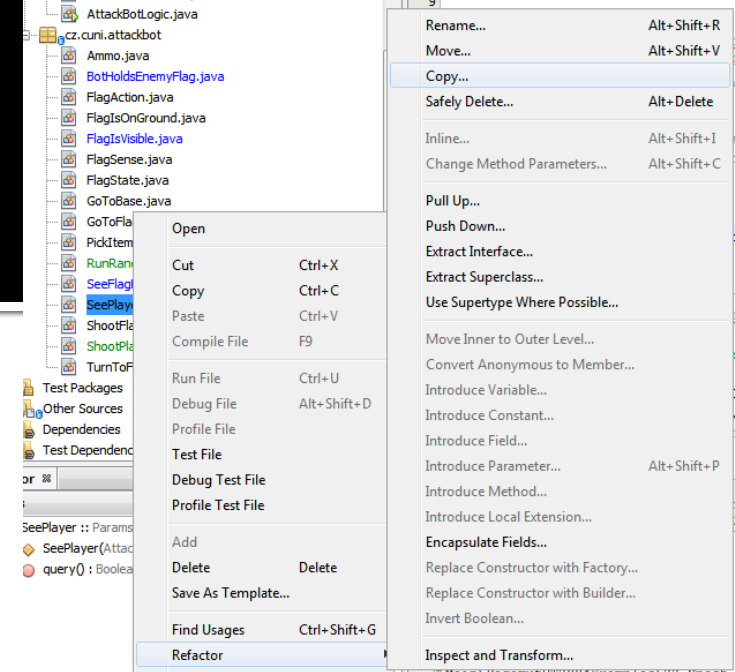 AttackBotLogic.java
cz.cuni.attackbot
Ammo.java
BotHoldsEnemyFlag.java
FlagAction.java
FlagIsOnGround.java
FlagIsVisible.java
FlagSense.java
FlagState.java
GoToBase.java
GoToFla
PickItem
RunRan
SeeFlag
SeePlaye
ShootFla
ShootPla
TurnToF
Test Packages
Other Sources
Dependencies
Test Dependenc
or
SeePlayer :: Params
SeePlayer(Attac
query() : Boolea
Open
Cut Ctrl+X
Copy Ctrl+C
Paste Ctrl+V
Compile File F9
Run File Ctrl+U
Debug File Alt+Shift+D
Profile File
Test File
Debug Test File
Profile Test File
Add
Delete Delete
Save As Template...
Find Usages Ctrl+Shift+G
Refactor
9
Rename... Alt+Shift+R
Move... Alt+Shift+V
Copy...
Safely Delete... Alt+Delete
Inline... Alt+Shift+I
Change Method Parameters... Alt+Shift+C
Pull Up...
Push Down...
Extract Interface...
Extract Superclass...
Use Supertype Where Possible...
Move Inner to Outer Level...
Convert Anonymous to Member...
Introduce Variable...
Introduce Constant...
Introduce Field...
Introduce Parameter... Alt+Shift+P
Introduce Method...
Introduce Local Extension...
Encapsulate Fields...
Replace Constructor with Factory...
Replace Constructor with Builder...
Invert Boolean...
Inspect and Transform...